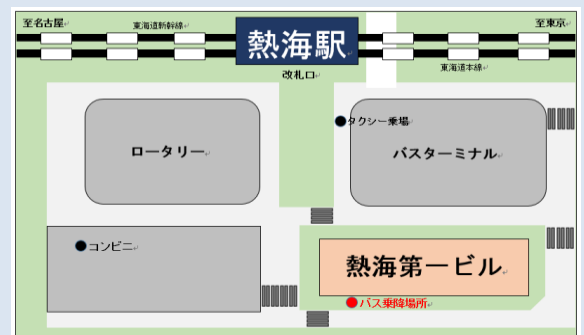 至名古屋
東海道新幹線
熱海駅
至東京
東海道本線
改札口
●タクシー乗場
ロータリー
バスターミナル
●コンビニ
熱海第一ビル
●バス乗降場所